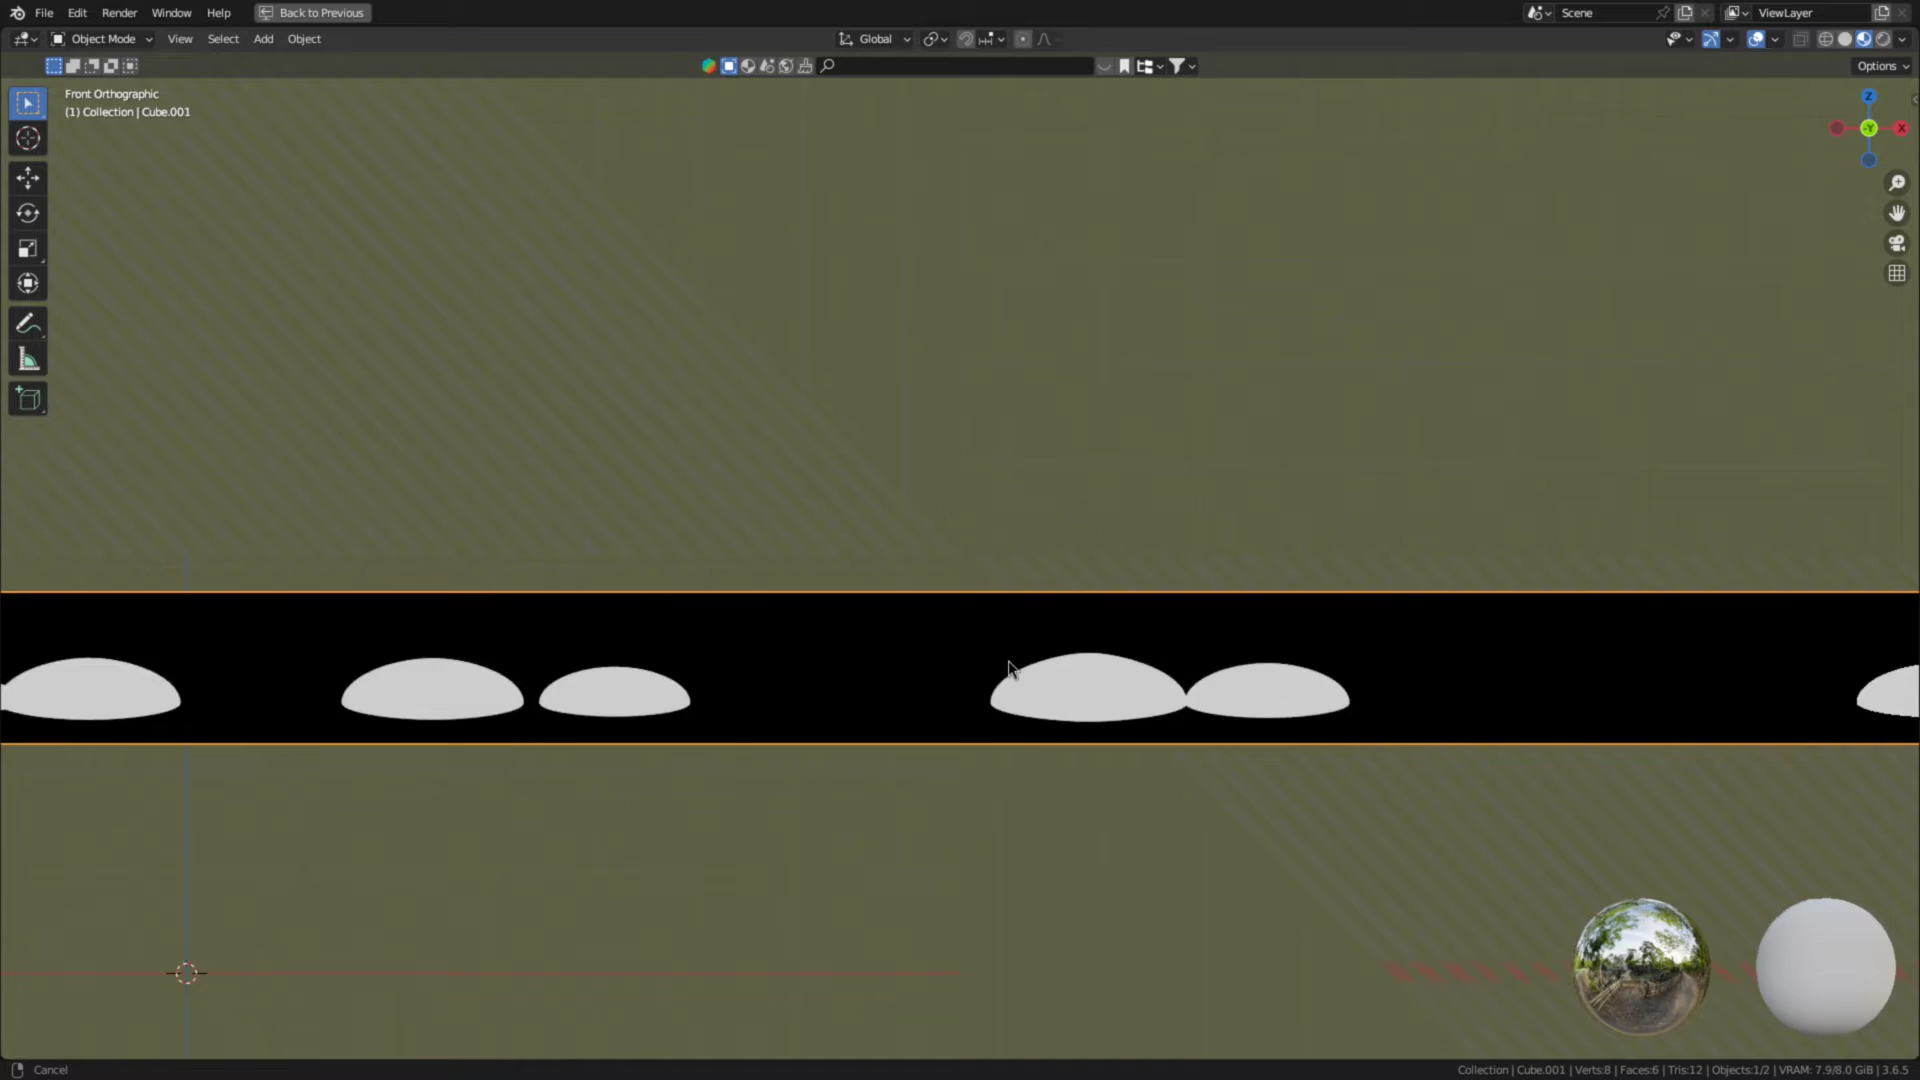 File Edit Render Window Help Back to Previous Scene ViewLayer
Object Mode View Select Add Object Global
Options
Front Orthographic
(1) Collection | Cube.001
Z
-Y X
Cancel Collection | Cube.001 | Verts:8 | Faces:6 | Tris:12 | Objects:1/2 | VRAM: 7.9/8.0 GiB | 3.6.5